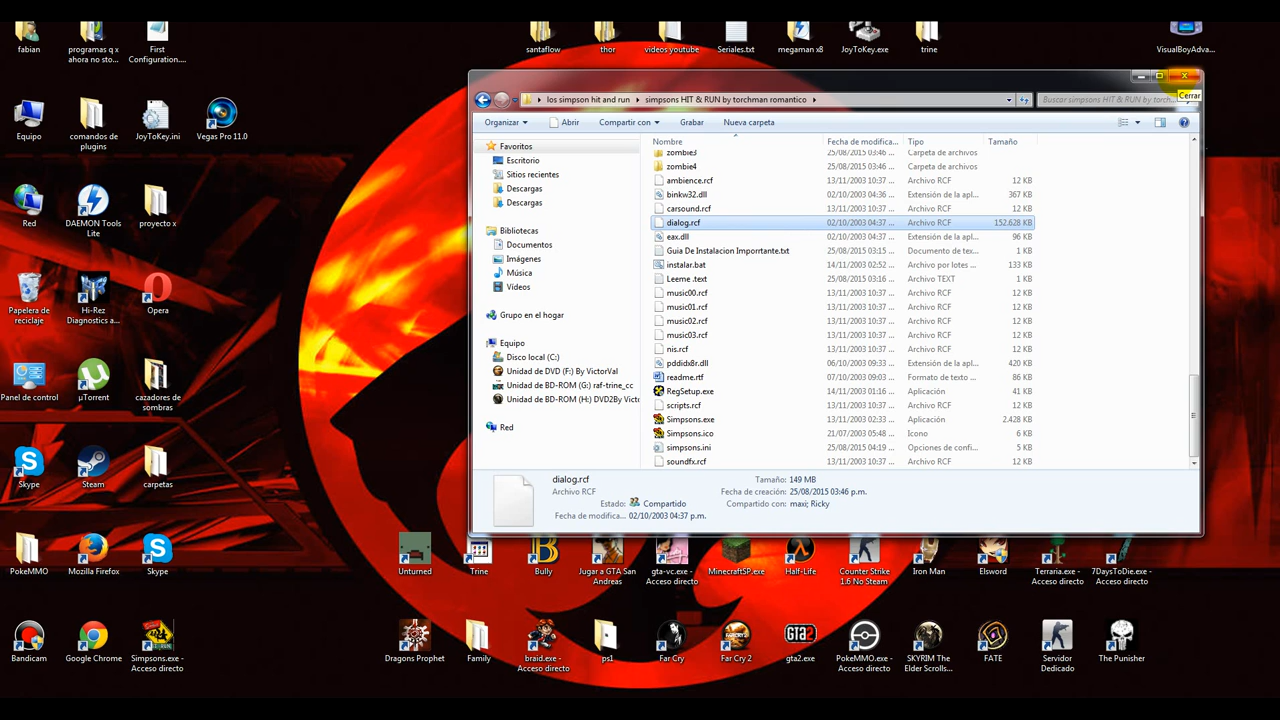 fabian
programas q x
ahora no sto...
First
Configuration....
santaflow
thor
videos youtube
Seriales.txt
megaman x8
JoyToKey.exe
trine
VisualBoyAdva...
Equipo
comandos de
plugins
JoyToKey.ini
Vegas Pro 11.0
Red
DAEMON Tools
Lite
proyecto x
Papelera de
reciclaje
Hi-Rez
Diagnostics a...
Opera
Panel de control
µTorrent
cazadores de
sombras
Skype
Steam
carpetas
PokeMMO
Mozilla Firefox
Skype
Bandicam
Google Chrome
Simpsons.exe -
Acceso directo
los simpson hit and run
simpsons HIT & RUN by torchman romantico
Buscar simpsons HIT & RUN by torch...
Cerrar
Organizar
Abrir
Compartir con
Grabar
Nueva carpeta
Favoritos
Escritorio
Sitios recientes
Descargas
Descargas
Bibliotecas
Documentos
Imágenes
Música
Vídeos
Grupo en el hogar
Equipo
Disco local (C:)
Unidad de DVD (F:) By VictorVal
Unidad de BD-ROM (G:) raf-trine_cc
Unidad de BD-ROM (H:) DVD2By Victo
Red
Nombre Fecha de modifica... Tipo Tamaño
zombie3 25/08/2015 03:46 ... Carpeta de archivos
zombie4 25/08/2015 03:46 ... Carpeta de archivos
ambience.rcf 13/11/2003 10:37 ... Archivo RCF 12 KB
binkw32.dll 02/10/2003 04:36 ... Extensión de la apl... 367 KB
carsound.rcf 13/11/2003 10:37 ... Archivo RCF 12 KB
dialog.rcf 02/10/2003 04:37 ... Archivo RCF 152.628 KB
eax.dll 02/10/2003 04:37 ... Extensión de la apl... 96 KB
Guia De Instalacion Imporrtante.txt 25/08/2015 03:15 ... Documento de tex... 1 KB
instalar.bat 14/11/2003 02:52 ... Archivo por lotes ... 133 KB
Leeme .text 25/08/2015 03:16 ... Archivo TEXT 1 KB
music00.rcf 13/11/2003 10:37 ... Archivo RCF 12 KB
music01.rcf 13/11/2003 10:37 ... Archivo RCF 12 KB
music02.rcf 13/11/2003 10:37 ... Archivo RCF 12 KB
music03.rcf 13/11/2003 10:37 ... Archivo RCF 12 KB
nis.rcf 13/11/2003 10:37 ... Archivo RCF 12 KB
pddidx8r.dll 06/10/2003 09:33 ... Extensión de la apl... 420 KB
readme.rtf 07/10/2003 09:03 ... Formato de texto ... 86 KB
RegSetup.exe 14/11/2003 01:16 ... Aplicación 41 KB
scripts.rcf 13/11/2003 10:37 ... Archivo RCF 12 KB
Simpsons.exe 13/11/2003 02:33 ... Aplicación 2.428 KB
Simpsons.ico 21/07/2003 05:48 ... Icono 6 KB
simpsons.ini 25/08/2015 04:19 ... Opciones de confi... 5 KB
soundfx.rcf 13/11/2003 10:37 ... Archivo RCF 12 KB
dialog.rcf
Archivo RCF
Estado: Compartido
Fecha de modifica... 02/10/2003 04:37 p.m.
Tamaño: 149 MB
Fecha de creación: 25/08/2015 03:46 p.m.
Compartido con: maxi; Ricky
Unturned
Trine
Bully
Jugar a GTA San
Andreas
gta-vc.exe -
Acceso directo
MinecraftSP.exe
Half-Life
Counter Strike
1.6 No Steam
Iron Man
Elsword
Terraria.exe -
Acceso directo
7DaysToDie.exe -
Acceso directo
Dragons Prophet
Family
braid.exe -
Acceso directo
ps1
Far Cry
Far Cry 2
gta2.exe
PokeMMO.exe -
Acceso directo
SKYRIM The
Elder Scrolls...
FATE
Servidor
Dedicado
The Punisher